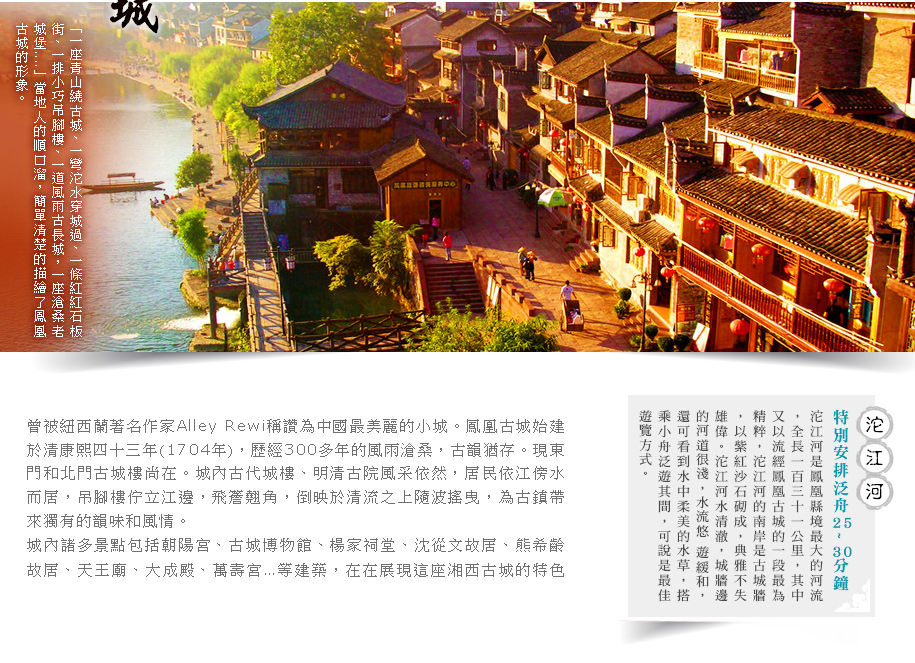 城
「一座青山繞古城、一彎沱水穿城過、一條紅紅石板
街、一排小巧吊腳樓、一道風雨古長城，一座滄桑老
城堡....」當地人的順口溜，簡單清楚的描繪了鳳凰
古城的形象。
曾被紐西蘭著名作家Alley Rewi稱讚為中國最美麗的小城。鳳凰古城始建
於清康熙四十三年(1704年)，歷經300多年的風雨滄桑，古韻猶存。現東
門和北門古城樓尚在。城內古代城樓、明清古院風采依然，居民依江傍水
而居，吊腳樓佇立江邊，飛簷翹角，倒映於清流之上隨波搖曳，為古鎮帶
來獨有的韻味和風情。
城內諸多景點包括朝陽宮、古城博物館、楊家祠堂、沈從文故居、熊希齡
故居、天王廟、大成殿、萬壽宮...等建築，在在展現這座湘西古城的特色
沱江河
特別安排泛舟25~30分鐘
沱江河是鳳凰縣境最大的河流
，全長一百三十一公里，其中
又以流經鳳凰古城的一段最為
精粹，沱江河的南岸是古城牆
，以紫紅沙石砌成，典雅不失
雄偉。沱江河水清澈，城牆邊
的河道很淺，水流悠 遊緩和，
還可看到水中柔美的水草，搭
乘小舟泛遊其間，可說是最佳
遊覽方式。